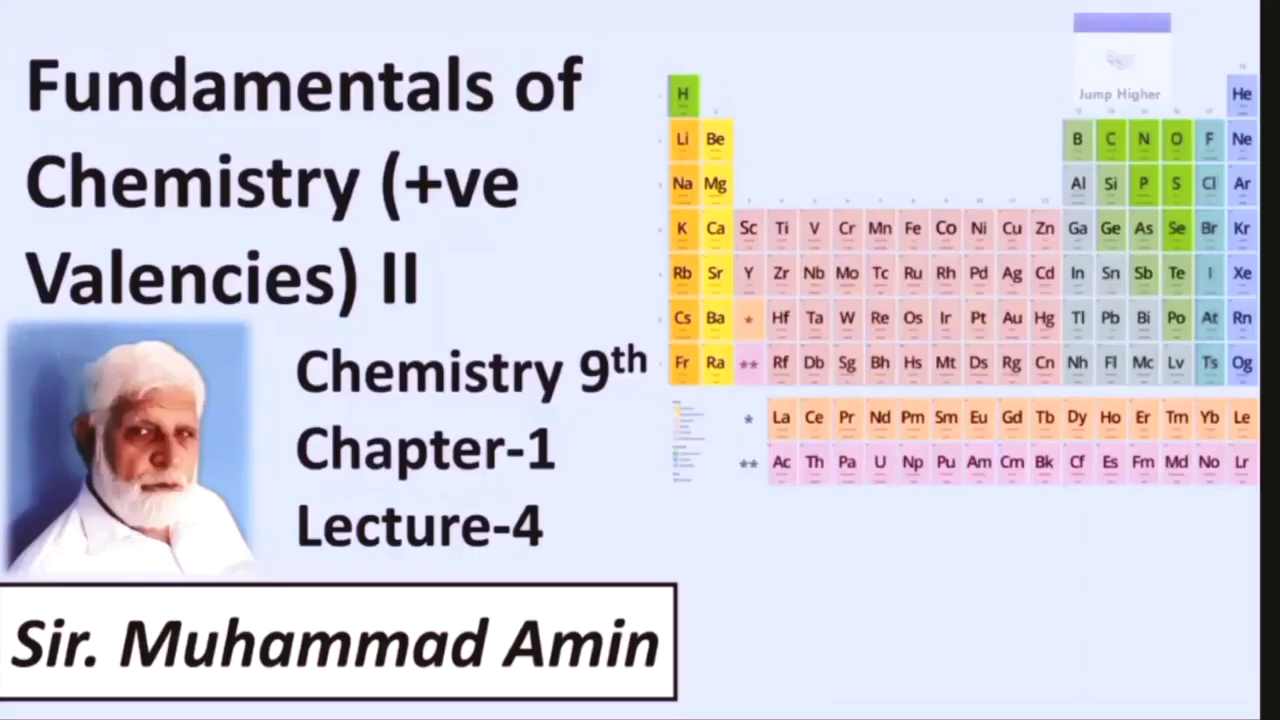 Fundamentals of
Chemistry (+ve
Valencies) II
Chemistry 9th
Chapter-1
Lecture-4
Sir. Muhammad Amin
Jump Higher
H He
Li Be B C N O F Ne
Na Mg Al Si P S Cl Ar
K Ca Sc Ti V Cr Mn Fe Co Ni Cu Zn Ga Ge As Se Br Kr
Rb Sr Y Zr Nb Mo Tc Ru Rh Pd Ag Cd In Sn Sb Te I Xe
Cs Ba * Hf Ta W Re Os Ir Pt Au Hg Tl Pb Bi Po At Rn
Fr Ra ** Rf Db Sg Bh Hs Mt Ds Rg Cn Nh Fl Mc Lv Ts Og
* La Ce Pr Nd Pm Sm Eu Gd Tb Dy Ho Er Tm Yb Le
** Ac Th Pa U Np Pu Am Cm Bk Cf Es Fm Md No Lr